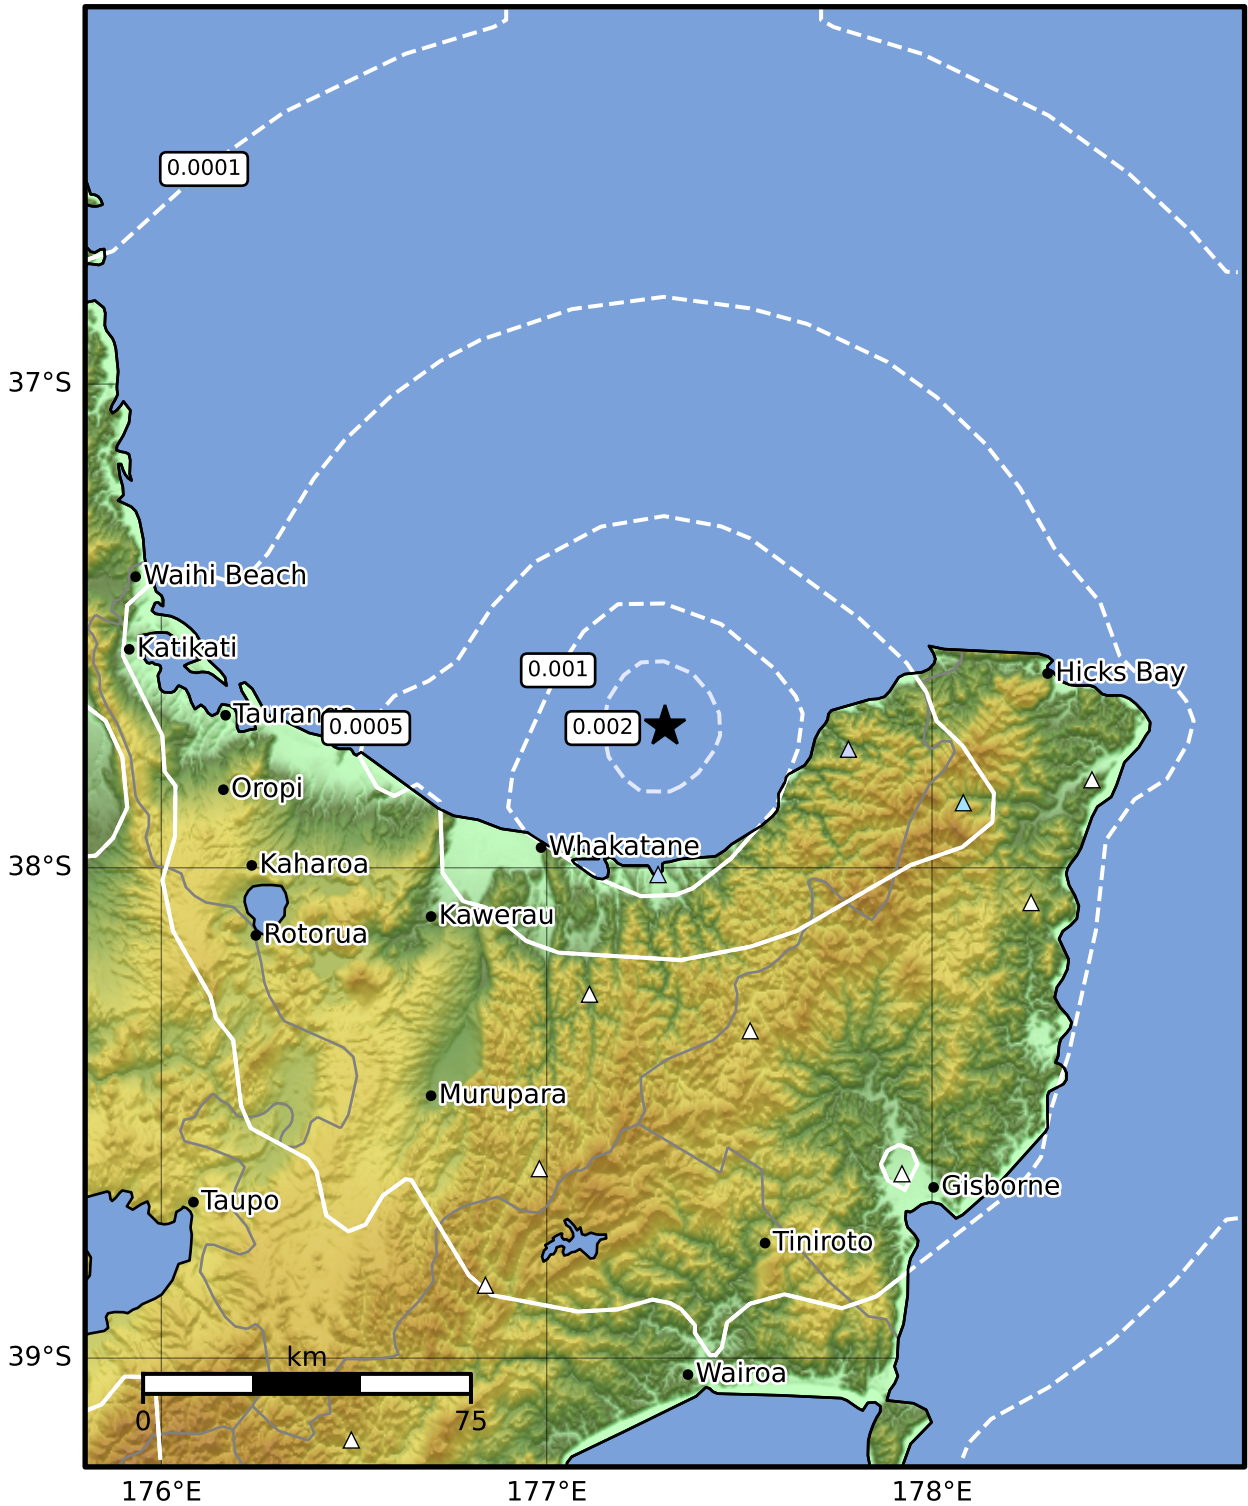 0.0001
37°S
Waihi Beach
Katikati
0.001
Hicks Bay
Tauranga
0.0005
0.002
Oropi
Whakatane
Kaharoa
38°S
Kawerau
Rotorua
Murupara
Gisborne
Taupo
Tiniroto
km
39°S
Wairoa
0 75
176°E 177°E 178°E